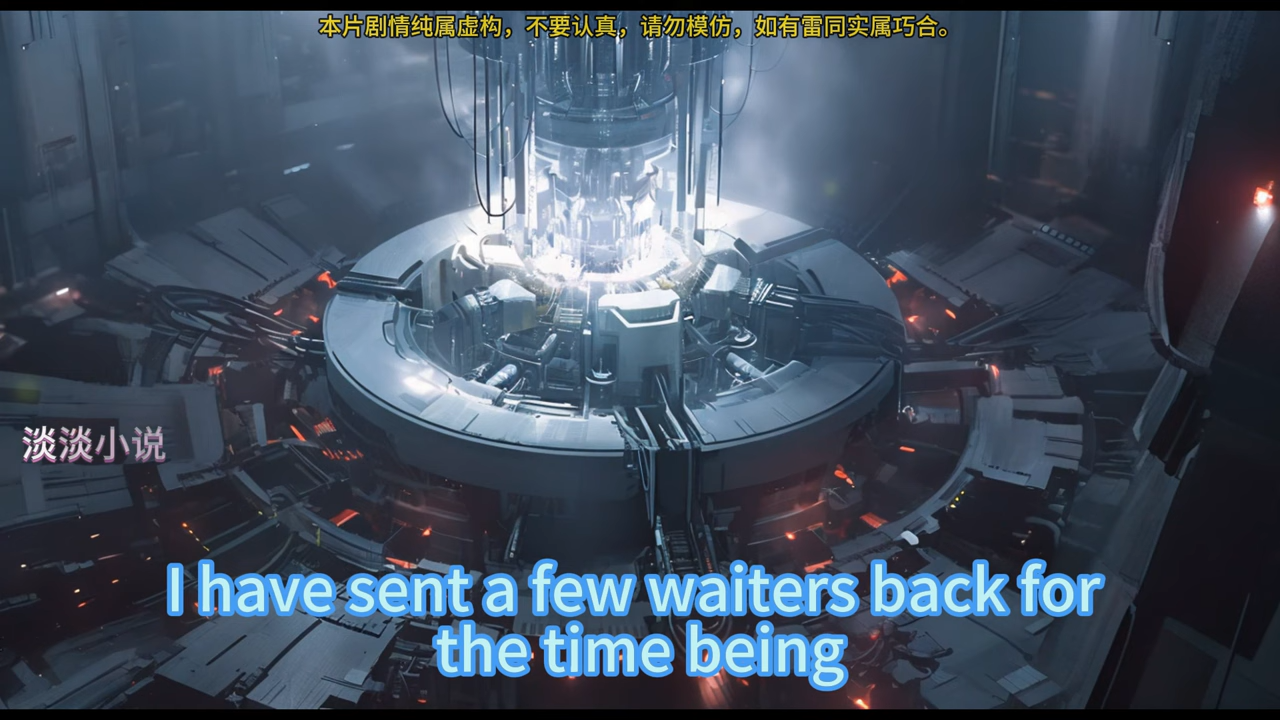 本片剧情纯属虚构，不要认真，请勿模仿，如有雷同实属巧合。
淡淡小说
I have sent a few waiters back for
the time being